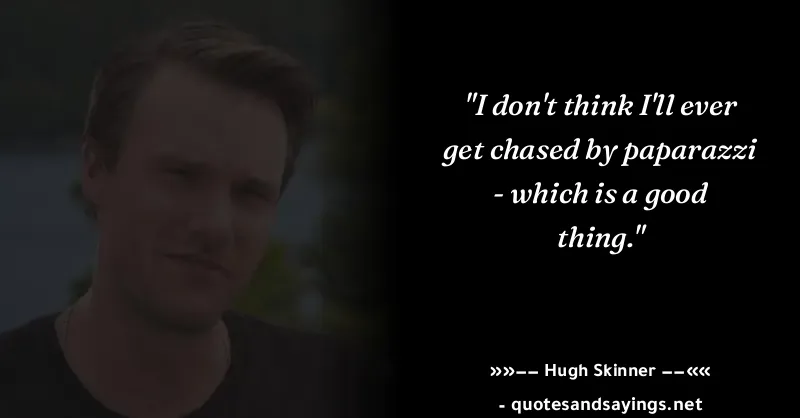 "I don't think I'll ever
get chased by paparazzi
- which is a good
thing."
»»−− Hugh Skinner −−««
- quotesandsayings.net